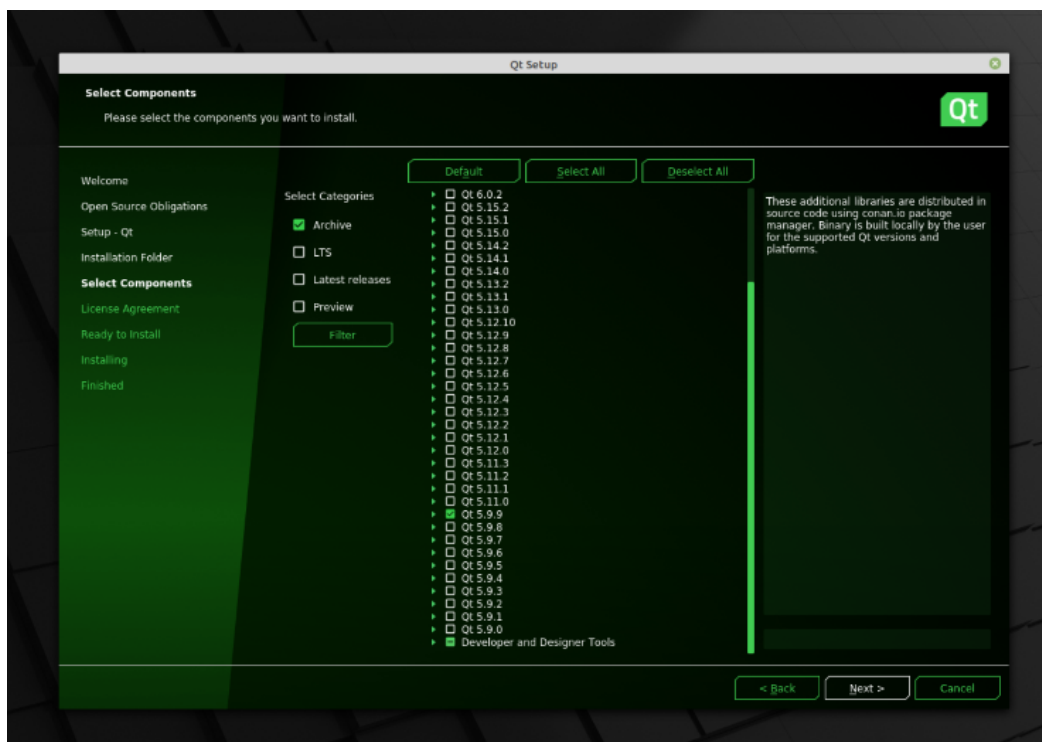 Qt Setup
Select Components
Please select the components you want to install.
Qt
Welcome
Open Source Obligations
Setup - Qt
Installation Folder
Select Components
License Agreement
Ready to Install
Installing
Finished
Select Categories
Archive
LTS
Latest releases
Preview
Filter
Default
Select All
Deselect All
Qt 6.0.2
Qt 5.15.2
Qt 5.15.1
Qt 5.15.0
Qt 5.14.2
Qt 5.14.1
Qt 5.14.0
Qt 5.13.2
Qt 5.13.1
Qt 5.13.0
Qt 5.12.10
Qt 5.12.9
Qt 5.12.8
Qt 5.12.7
Qt 5.12.6
Qt 5.12.5
Qt 5.12.4
Qt 5.12.3
Qt 5.12.2
Qt 5.12.1
Qt 5.12.0
Qt 5.11.3
Qt 5.11.2
Qt 5.11.1
Qt 5.11.0
Qt 5.9.9
Qt 5.9.8
Qt 5.9.7
Qt 5.9.6
Qt 5.9.5
Qt 5.9.4
Qt 5.9.3
Qt 5.9.2
Qt 5.9.1
Qt 5.9.0
Developer and Designer Tools
These additional libraries are distributed in
source code using conan.io package
manager. Binary is built locally by the user
for the supported Qt versions and
platforms.
< Back
Next >
Cancel